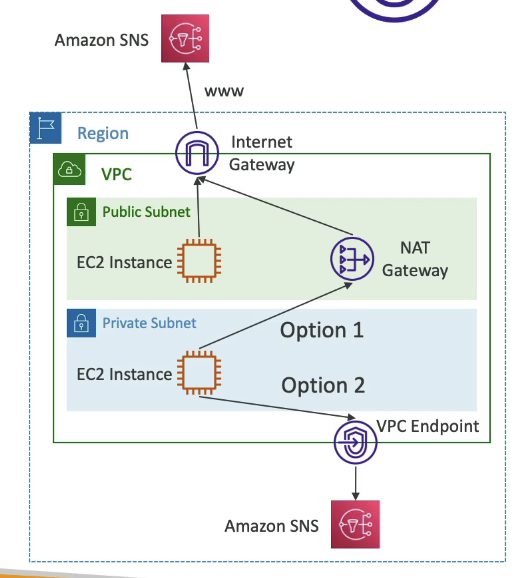 Amazon SNS
www
Region
Internet
Gateway
VPC
Public Subnet
EC2 Instance
NAT
Gateway
Private Subnet
Option 1
EC2 Instance
Option 2
VPC Endpoint
Amazon SNS